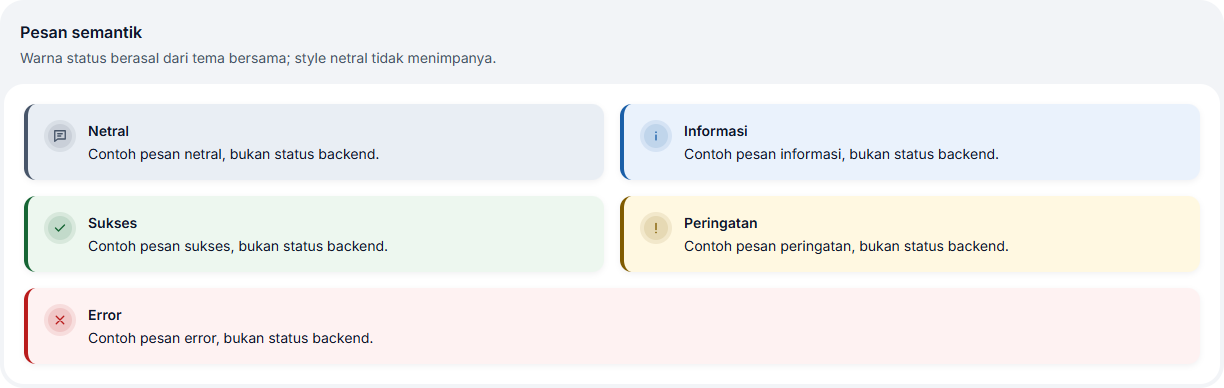 Pesan semantik
Warna status berasal dari tema bersama; style netral tidak menimpanya.
Netral
Contoh pesan netral, bukan status backend.
Informasi
Contoh pesan informasi, bukan status backend.
Sukses
Contoh pesan sukses, bukan status backend.
Peringatan
Contoh pesan peringatan, bukan status backend.
Error
Contoh pesan error, bukan status backend.